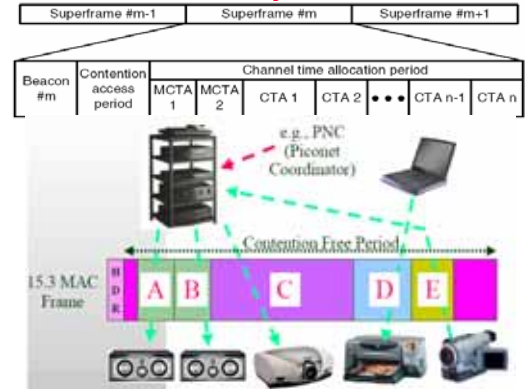 Superframe #m-1 Superframe #m Superframe #m+1
Beacon #m
Contention access period
Channel time allocation period
MCTA 1 MCTA 2 CTA 1 CTA 2 ••• CTA n-1 CTA n
e.g., PNC
(Piconet
Coordinator)
Contention Free Period
15.3 MAC
Frame
HDR
A B C D E